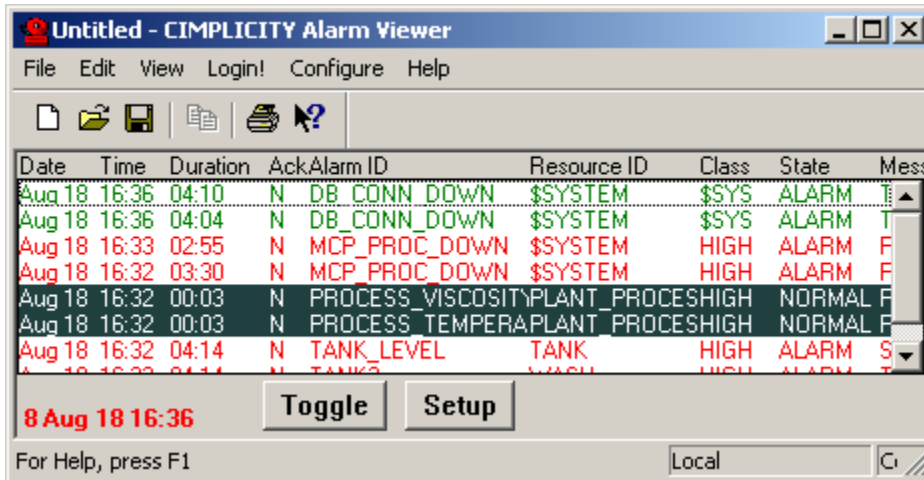 Untitled - CIMPLICITY Alarm Viewer
File Edit View Login! Configure Help
Date Time Duration Ack Alarm ID Resource ID Class State Mess
Aug 18 16:36 04:10 N DB_CONN_DOWN $SYSTEM $SYS ALARM T
Aug 18 16:36 04:04 N DB_CONN_DOWN $SYSTEM $SYS ALARM T
Aug 18 16:33 02:55 N MCP_PROC_DOWN $SYSTEM HIGH ALARM F
Aug 18 16:32 03:30 N MCP_PROC_DOWN $SYSTEM HIGH ALARM F
Aug 18 16:32 00:03 N PROCESS_VISCOSITY PLANT_PROCES HIGH NORMAL F
Aug 18 16:32 00:03 N PROCESS_TEMPERA PLANT_PROCES HIGH NORMAL F
Aug 18 16:32 04:14 N TANK_LEVEL TANK HIGH ALARM S
8 Aug 18 16:36 Toggle Setup
For Help, press F1 Local